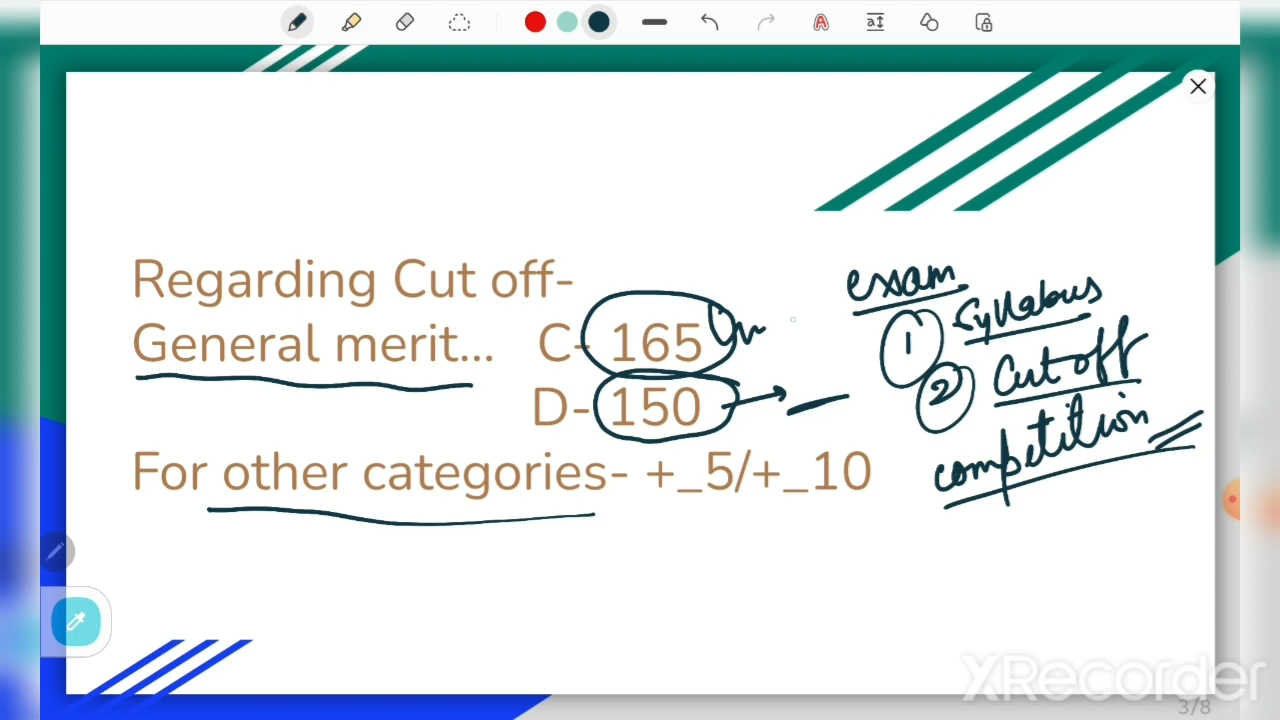 Regarding Cut off-
General merit... C- 165
D- 150
For other categories- +_5/+_10
exam
1 Syllabus
2 Cut off
competition
XRecorder
3/8